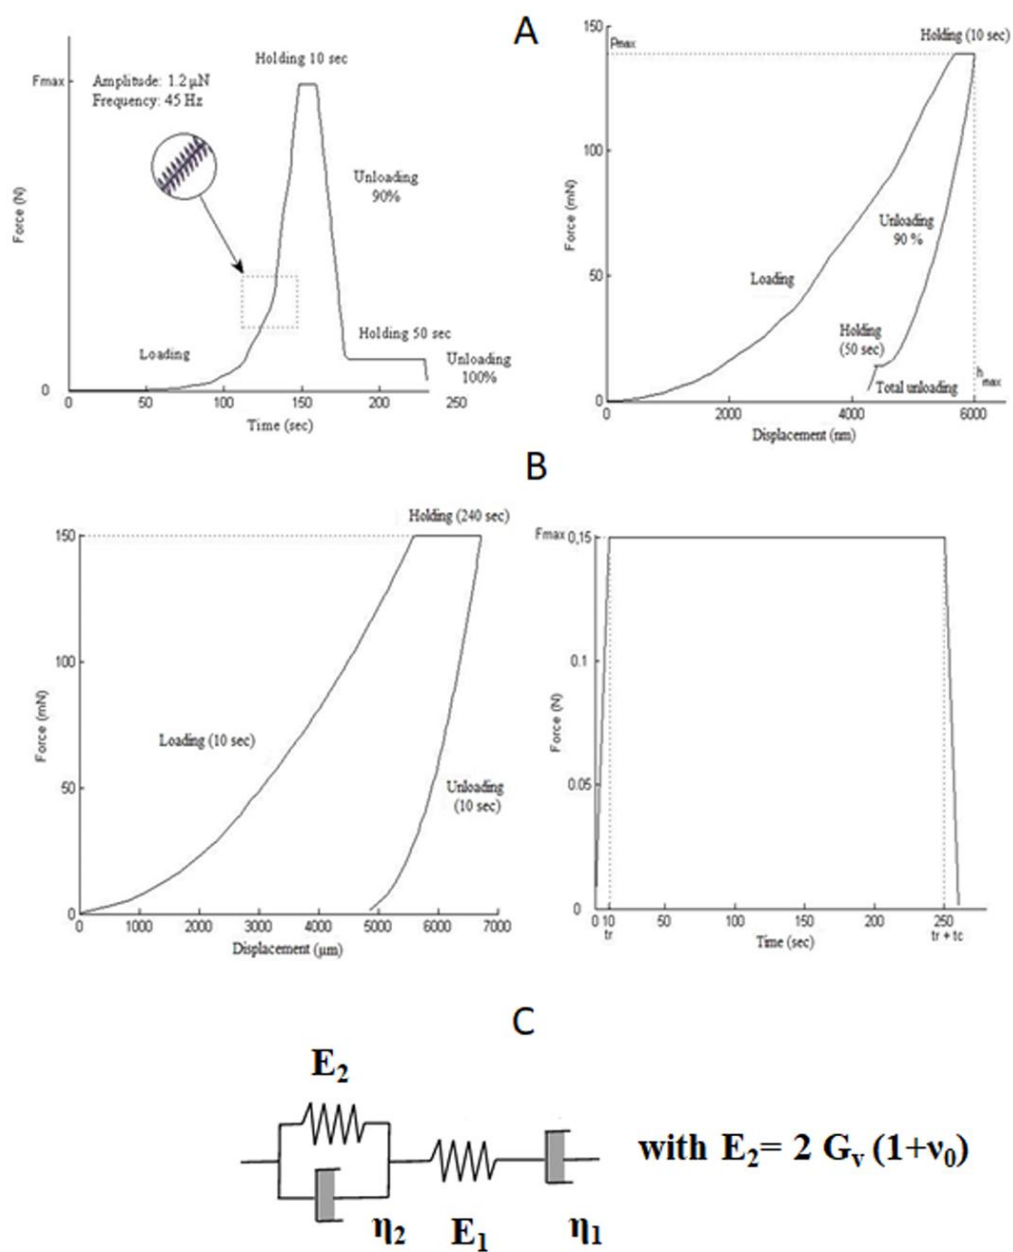 A
Fmax
Amplitude: 1.2 µN
Frequency: 45 Hz
Holding 10 sec
Unloading
90%
Loading
Holding 50 sec
Unloading
100%
Force (N)
0
0 50 100 150 200 250
Time (sec)
150
Pmax
Holding (10 sec)
100
Unloading
90 %
50
Loading
Holding
(50 sec)
Total unloading
hmax
Force (mN)
0
0 2000 4000 6000
Displacement (nm)
B
Holding (240 sec)
150
100
Loading (10 sec)
50
Unloading
(10 sec)
Force (mN)
0
0 1000 2000 3000 4000 5000 6000 7000
Displacement (µm)
Fmax 0,15
0.1
0.05
Force (N)
0
0 10 50 100 150 200 250
tr Time (sec) tr + tc
C
E₂
with E₂= 2 Gᵥ (1+ν₀)
η₂ E₁ η₁